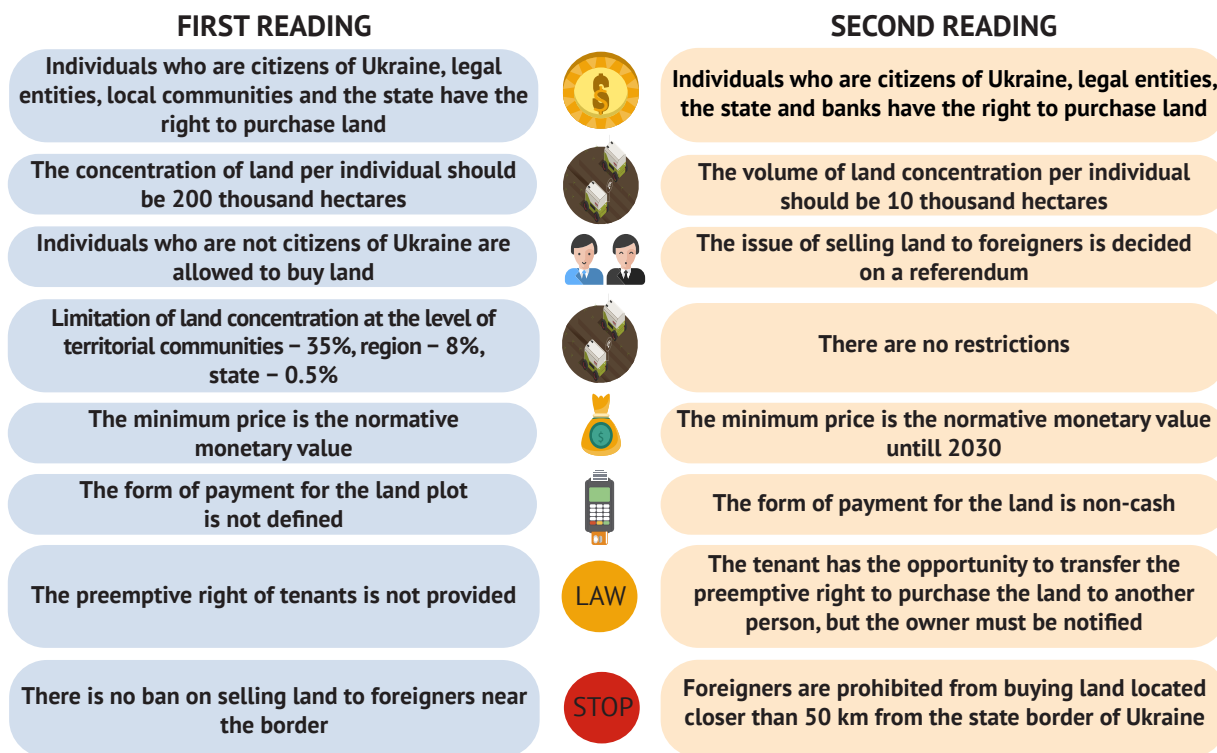 FIRST READING
SECOND READING
Individuals who are citizens of Ukraine, legal
entities, local communities and the state have the
right to purchase land
Individuals who are citizens of Ukraine, legal entities,
the state and banks have the right to purchase land
The concentration of land per individual should
be 200 thousand hectares
The volume of land concentration per individual
should be 10 thousand hectares
Individuals who are not citizens of Ukraine are
allowed to buy land
The issue of selling land to foreigners is decided
on a referendum
Limitation of land concentration at the level of
territorial communities – 35%, region – 8%,
state – 0.5%
There are no restrictions
The minimum price is the normative
monetary value
$
The minimum price is the normative monetary value
untill 2030
The form of payment for the land plot
is not defined
The form of payment for the land is non-cash
The preemptive right of tenants is not provided
LAW
The tenant has the opportunity to transfer the
preemptive right to purchase the land to another
person, but the owner must be notified
There is no ban on selling land to foreigners near
the border
STOP
Foreigners are prohibited from buying land located
closer than 50 km from the state border of Ukraine